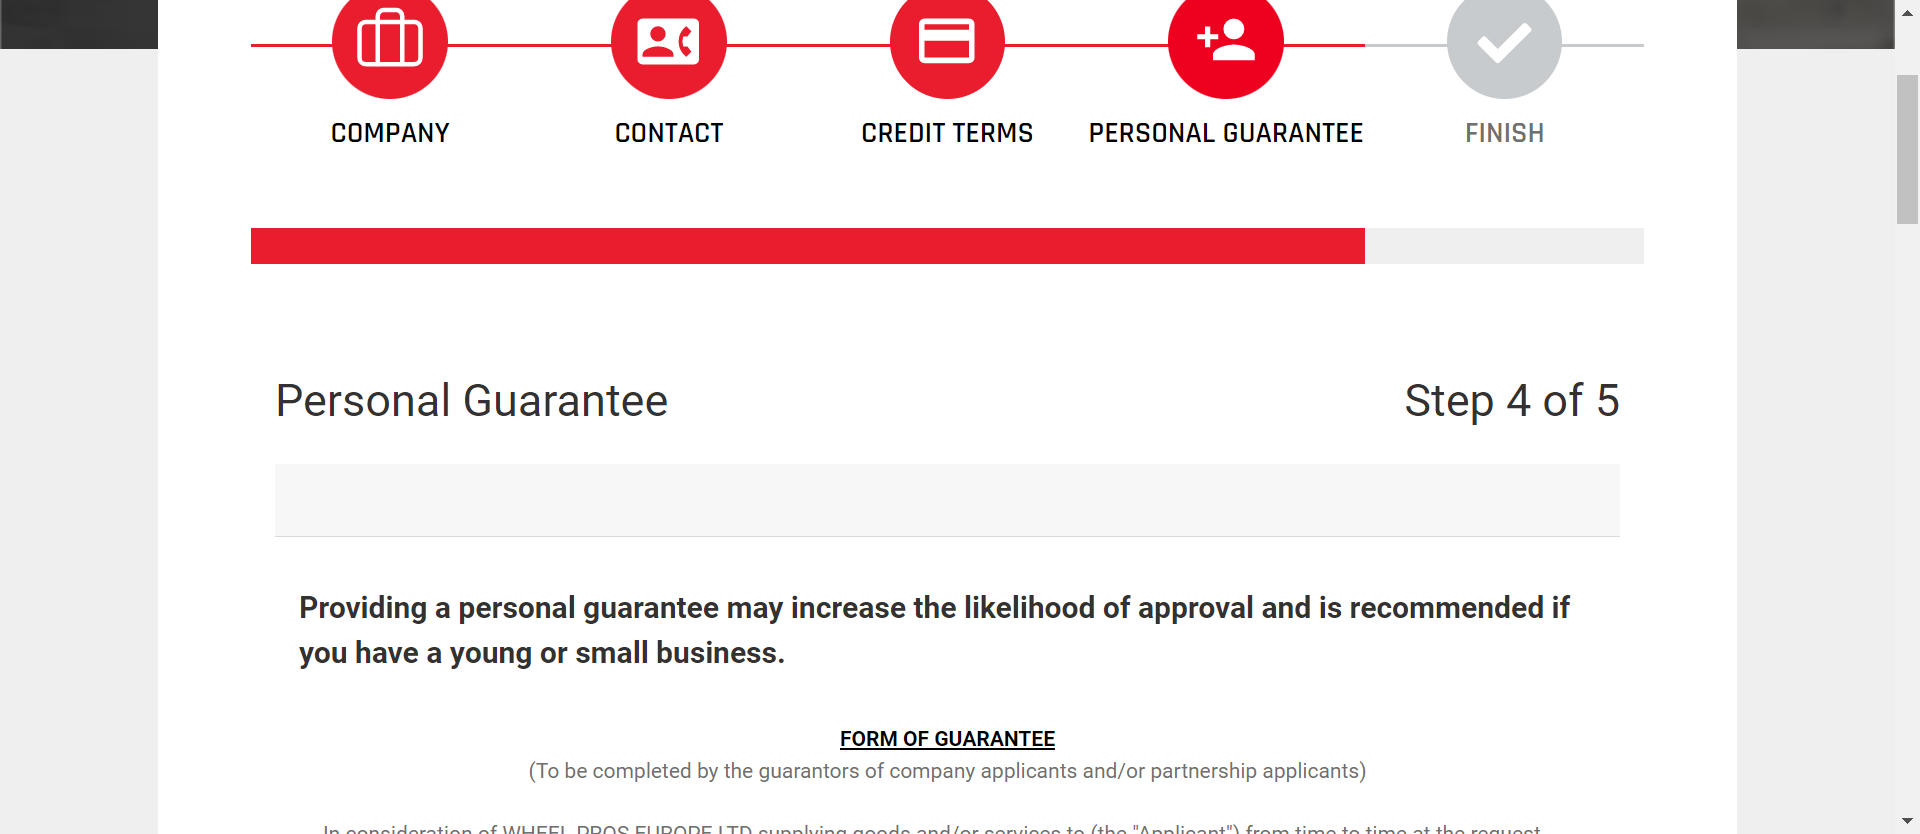 COMPANY
CONTACT
CREDIT TERMS
PERSONAL GUARANTEE
FINISH
Personal Guarantee
Step 4 of 5
Providing a personal guarantee may increase the likelihood of approval and is recommended if
you have a young or small business.
FORM OF GUARANTEE
(To be completed by the guarantors of company applicants and/or partnership applicants)
In consideration of WHEEL PROS EUROPE LTD supplying goods and/or services to (the "Applicant") from time to time at the request